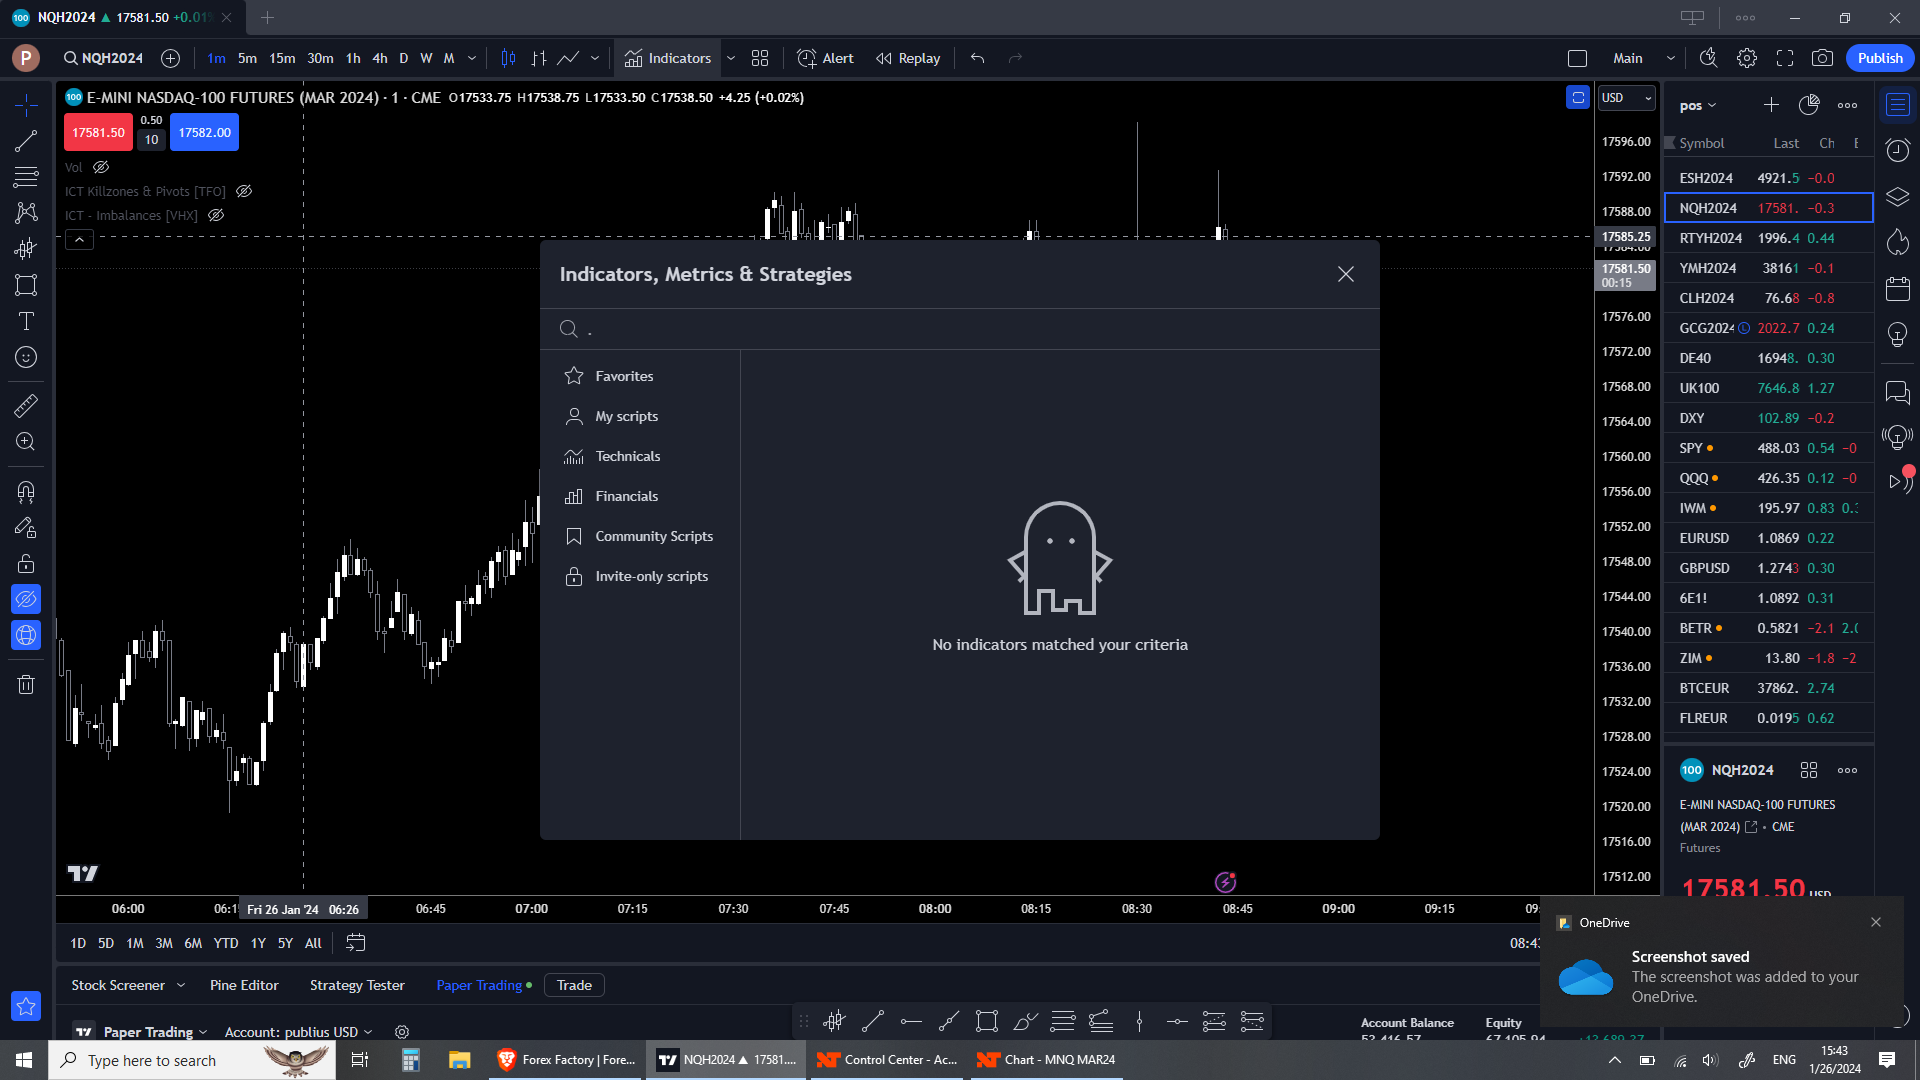 NQH2024 ▲ 17581.50 +0.01%
P
NQH2024
1m 5m 15m 30m 1h 4h D W M
Indicators
Alert
Replay
Main
Publish
100 E-MINI NASDAQ-100 FUTURES (MAR 2024) · 1 · CME O17533.75 H17538.75 L17533.50 C17538.50 +4.25 (+0.02%)
USD
17581.50
0.50
10
17582.00
Vol
ICT Killzones & Pivots [TFO]
ICT - Imbalances [VHX]
17596.00
17592.00
17588.00
17585.25
17581.50
00:15
17576.00
17572.00
17568.00
17564.00
17560.00
17556.00
17552.00
17548.00
17544.00
17540.00
17536.00
17532.00
17528.00
17524.00
17520.00
17516.00
17512.00
Indicators, Metrics & Strategies
.
Favorites
My scripts
Technicals
Financials
Community Scripts
Invite-only scripts
No indicators matched your criteria
pos
Symbol Last Ch
ESH2024 4921.5 −0.0
NQH2024 17581. −0.3
RTYH2024 1996.4 0.44
YMH2024 38161 −0.1
CLH2024 76.68 −0.8
GCG2024 2022.7 0.24
DE40 16948. 0.30
UK100 7646.8 1.27
DXY 102.89 −0.2
SPY 488.03 0.54 −0
QQQ 426.35 0.12 −0
IWM 195.97 0.83 0.3
EURUSD 1.0869 0.22
GBPUSD 1.2743 0.30
6E1! 1.0892 0.31
BETR 0.5821 −2.1 2.0
ZIM 13.80 −1.8 −2
BTCEUR 37862. 2.74
FLREUR 0.0195 0.62
100 NQH2024
E-MINI NASDAQ-100 FUTURES
(MAR 2024) • CME
Futures
17581.50 USD
06:00 06:15 Fri 26 Jan '24 06:26 06:45 07:00 07:15 07:30 07:45 08:00 08:15 08:30 08:45 09:00 09:15 09:
1D 5D 1M 3M 6M YTD 1Y 5Y All
08:43
Stock Screener
Pine Editor
Strategy Tester
Paper Trading
Trade
Paper Trading
Account: publius USD
Account Balance
Equity
OneDrive
Screenshot saved
The screenshot was added to your
OneDrive.
Type here to search
Forex Factory | Fore...
NQH2024 ▲ 17581....
Control Center - Ac...
Chart - MNQ MAR24
ENG
15:43
1/26/2024